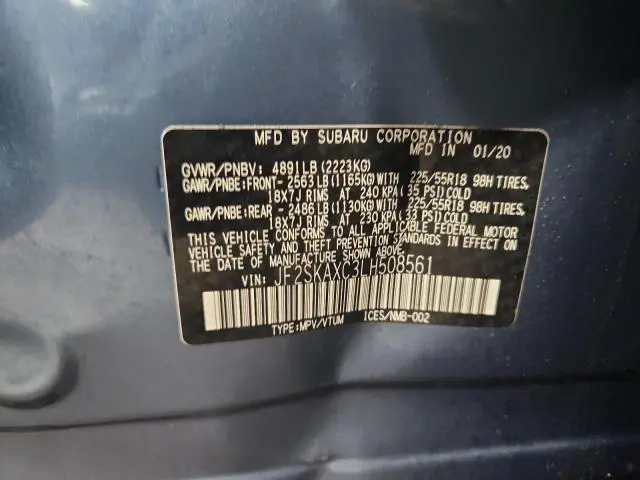 MFD BY SUBARU CORPORATION
MFD IN 01/20
GVWR/PNBV: 4891LB(2223KG)
GAWR/PNBE:FRONT- 2563LB(1165KG)WITH 225/55R18 98H TIRES,
18X7J RIMS AT 240 KPA(35 PSI)COLD
GAWR/PNBE:REAR - 2486LB(1130KG)WITH 225/55R18 98H TIRES,
18X7J RIMS AT 230 KPA(33 PSI)COLD
THIS VEHICLE CONFORMS TO ALL APPLICABLE FEDERAL MOTOR
VEHICLE SAFETY AND THEFT PREVENTION STANDARDS IN EFFECT
ON THE DATE OF MANUFACTURE SHOWN ABOVE.
VIN: JF2SKAXC3LH508561
TYPE:MPV/VTUM ICES/NMB-002